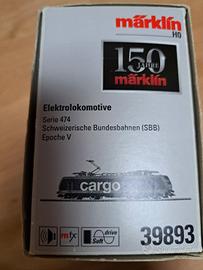 märklin
H0
150
JAHRE
märklin
Elektrolokomotive
Serie 474
Schweizerische Bundesbahnen (SBB)
Epoche V
cargo
mfx
drive
Soft
39893